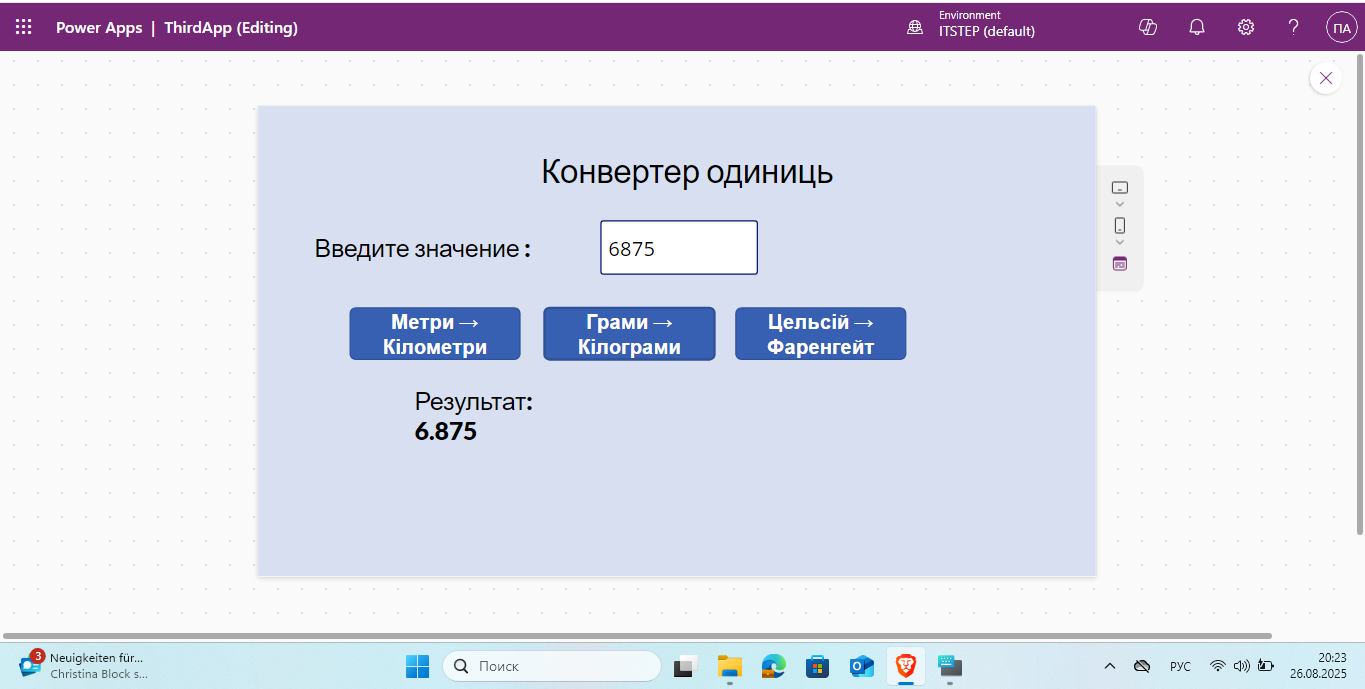 Power Apps | ThirdApp (Editing)
Environment
ITSTEP (default)
ПА
Конвертер одиниць
Введите значение :
6875
Метри →
Кілометри
Грами →
Кілограми
Цельсій →
Фаренгейт
Результат:
6.875
3
Neuigkeiten für...
Christina Block s...
Поиск
РУС
20:23
26.08.2025